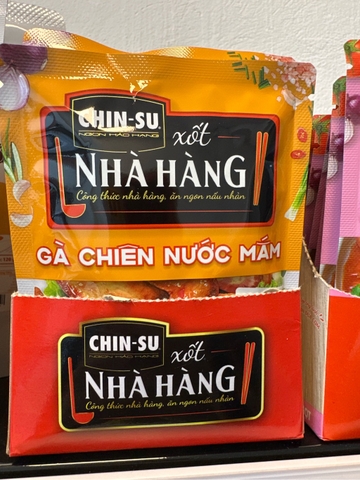 CHIN-SU
NGON HẢO HẠNG
xốt
NHÀ HÀNG
Công thức nhà hàng, ăn ngon nấu nhàn
GÀ CHIÊN NƯỚC MẮM
CHIN-SU
NGON HẢO HẠNG
xốt
NHÀ HÀNG
Công thức nhà hàng, ăn ngon nấu nhàn